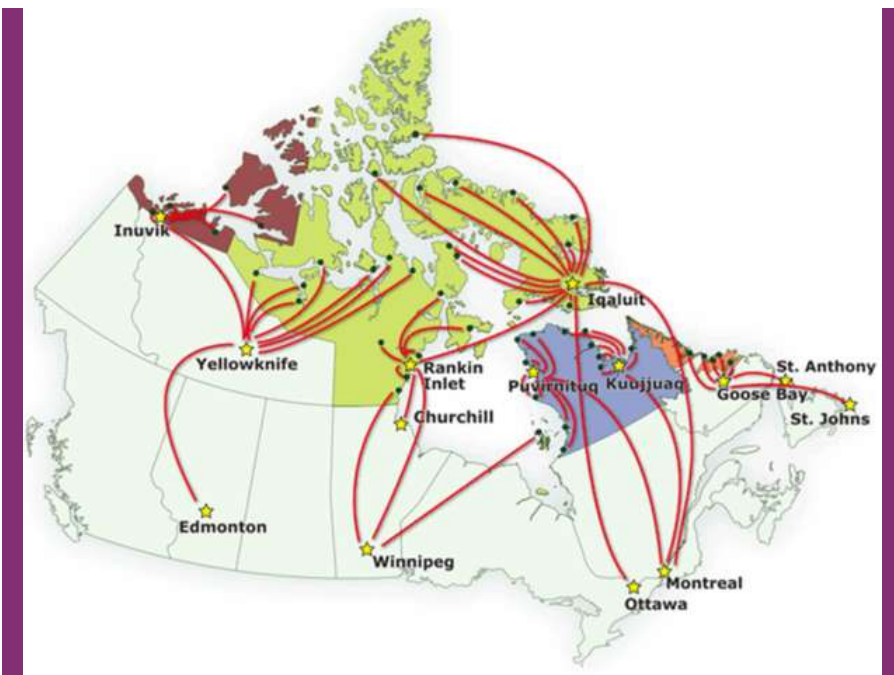 Inuvik
Iqaluit
Yellowknife
Rankin
Inlet
Puvirnituq
Kuujjuaq
St. Anthony
Goose Bay
St. Johns
Churchill
Edmonton
Winnipeg
Montreal
Ottawa